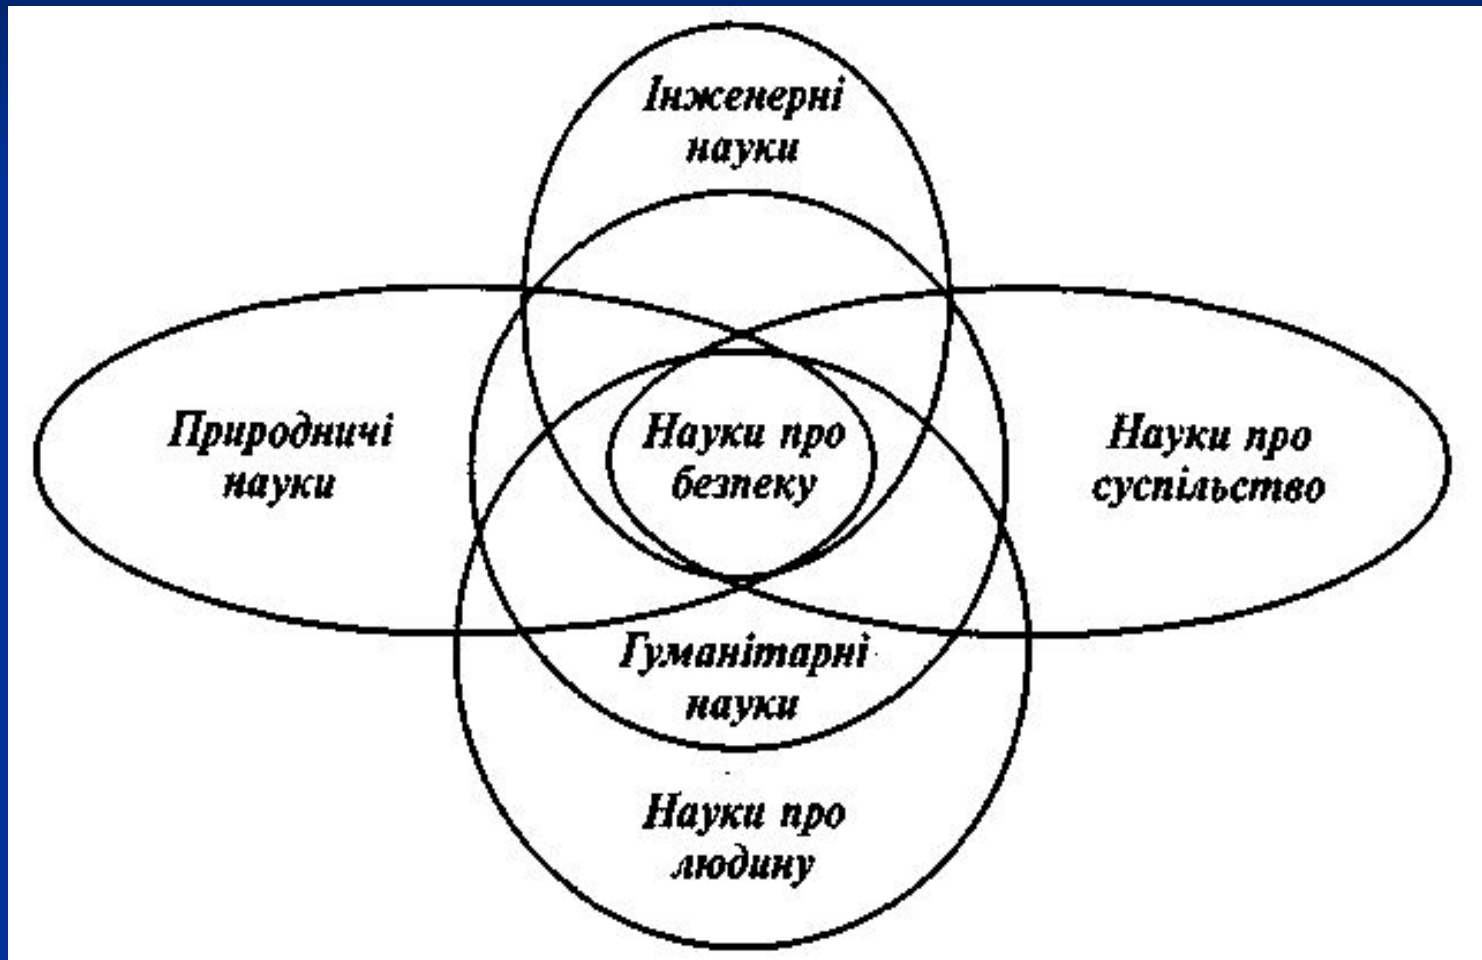 Інженерні
науки
Природничі
науки
Науки про
безпеку
Науки про
суспільство
Гуманітарні
науки
Науки про
людину